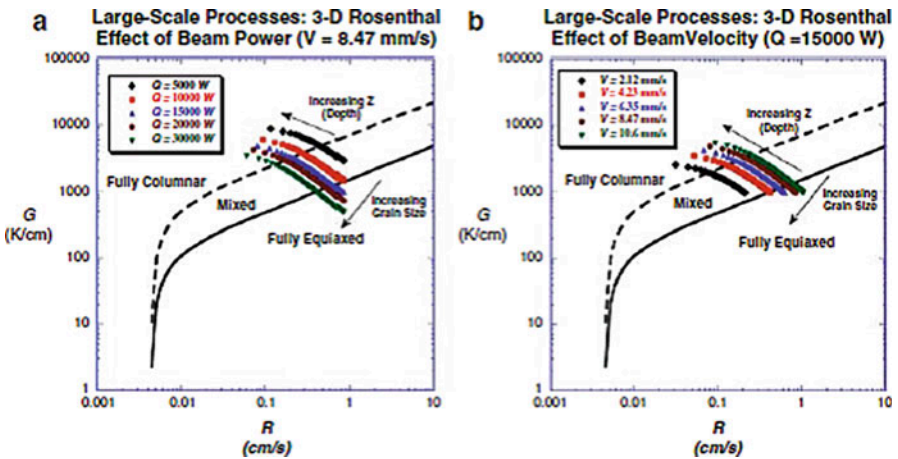 a
Large-Scale Processes: 3-D Rosenthal
Effect of Beam Power (V = 8.47 mm/s)
100000
10000
1000
100
10
1
G
(K/cm)
Q = 5000 W
Q = 10000 W
Q = 15000 W
Q = 20000 W
Q = 30000 W
Increasing Z
(Depth)
Fully Columnar
Mixed
Increasing
Grain Size
Fully Equiaxed
0.001
0.01
0.1
1
10
R
(cm/s)
b
Large-Scale Processes: 3-D Rosenthal
Effect of BeamVelocity (Q =15000 W)
100000
10000
1000
100
10
1
G
(K/cm)
V = 2.12 mm/s
V = 4.23 mm/s
V = 6.35 mm/s
V = 8.47 mm/s
V = 10.6 mm/s
Increasing Z
(Depth)
Fully Columnar
Mixed
Increasing
Grain Size
Fully Equiaxed
0.001
0.01
0.1
1
10
R
(cm/s)